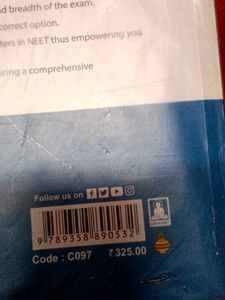 nd breadth of the exam.
correct option.
ters in NEET thus empowering you
uring a comprehensive
Follow us on
9 789358 890532
Code : C097 ₹ 325.00